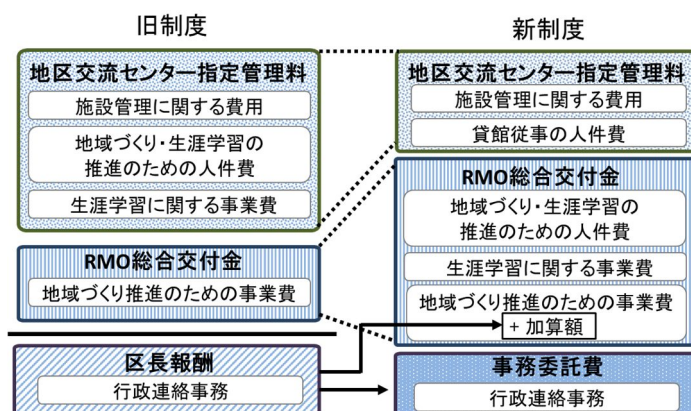 旧制度
地区交流センター指定管理料
施設管理に関する費用
地域づくり・生涯学習の
推進のための人件費
生涯学習に関する事業費
RMO総合交付金
地域づくり推進のための事業費
区長報酬
行政連絡事務
新制度
地区交流センター指定管理料
施設管理に関する費用
貸館従事の人件費
RMO総合交付金
地域づくり・生涯学習の
推進のための人件費
生涯学習に関する事業費
地域づくり推進のための事業費
+ 加算額
事務委託費
行政連絡事務